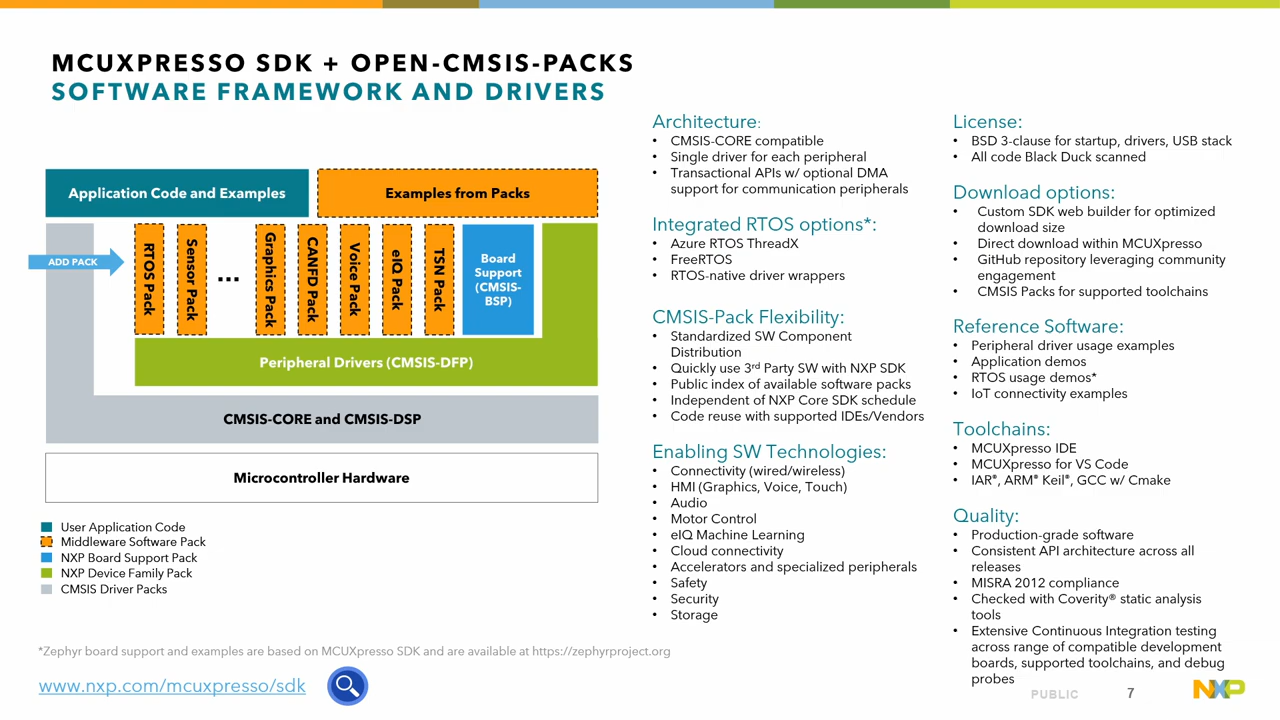 MCUXPRESSO SDK + OPEN-CMSIS-PACKS
SOFTWARE FRAMEWORK AND DRIVERS
Application Code and Examples
Examples from Packs
ADD PACK
RTOS Pack
Sensor Pack
...
Graphics Pack
CANFD Pack
Voice Pack
eIQ Pack
TSN Pack
Board
Support
(CMSIS-
BSP)
Peripheral Drivers (CMSIS-DFP)
CMSIS-CORE and CMSIS-DSP
Microcontroller Hardware
User Application Code
Middleware Software Pack
NXP Board Support Pack
NXP Device Family Pack
CMSIS Driver Packs
Architecture:
• CMSIS-CORE compatible
• Single driver for each peripheral
• Transactional APIs w/ optional DMA
support for communication peripherals
Integrated RTOS options*:
• Azure RTOS ThreadX
• FreeRTOS
• RTOS-native driver wrappers
CMSIS-Pack Flexibility:
• Standardized SW Component
Distribution
• Quickly use 3rd Party SW with NXP SDK
• Public index of available software packs
• Independent of NXP Core SDK schedule
• Code reuse with supported IDEs/Vendors
Enabling SW Technologies:
• Connectivity (wired/wireless)
• HMI (Graphics, Voice, Touch)
• Audio
• Motor Control
• eIQ Machine Learning
• Cloud connectivity
• Accelerators and specialized peripherals
• Safety
• Security
• Storage
License:
• BSD 3-clause for startup, drivers, USB stack
• All code Black Duck scanned
Download options:
• Custom SDK web builder for optimized
download size
• Direct download within MCUXpresso
• GitHub repository leveraging community
engagement
• CMSIS Packs for supported toolchains
Reference Software:
• Peripheral driver usage examples
• Application demos
• RTOS usage demos*
• IoT connectivity examples
Toolchains:
• MCUXpresso IDE
• MCUXpresso for VS Code
• IAR®, ARM® Keil®, GCC w/ Cmake
Quality:
• Production-grade software
• Consistent API architecture across all
releases
• MISRA 2012 compliance
• Checked with Coverity® static analysis
tools
• Extensive Continuous Integration testing
across range of compatible development
boards, supported toolchains, and debug
probes
*Zephyr board support and examples are based on MCUXpresso SDK and are available at https://zephyrproject.org
www.nxp.com/mcuxpresso/sdk
PUBLIC
7
NXP